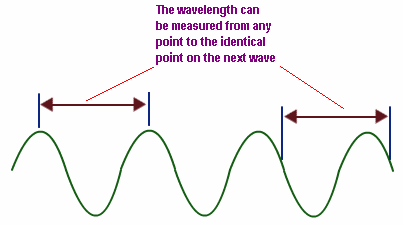 The wavelength can
be measured from any
point to the identical
point on the next wave